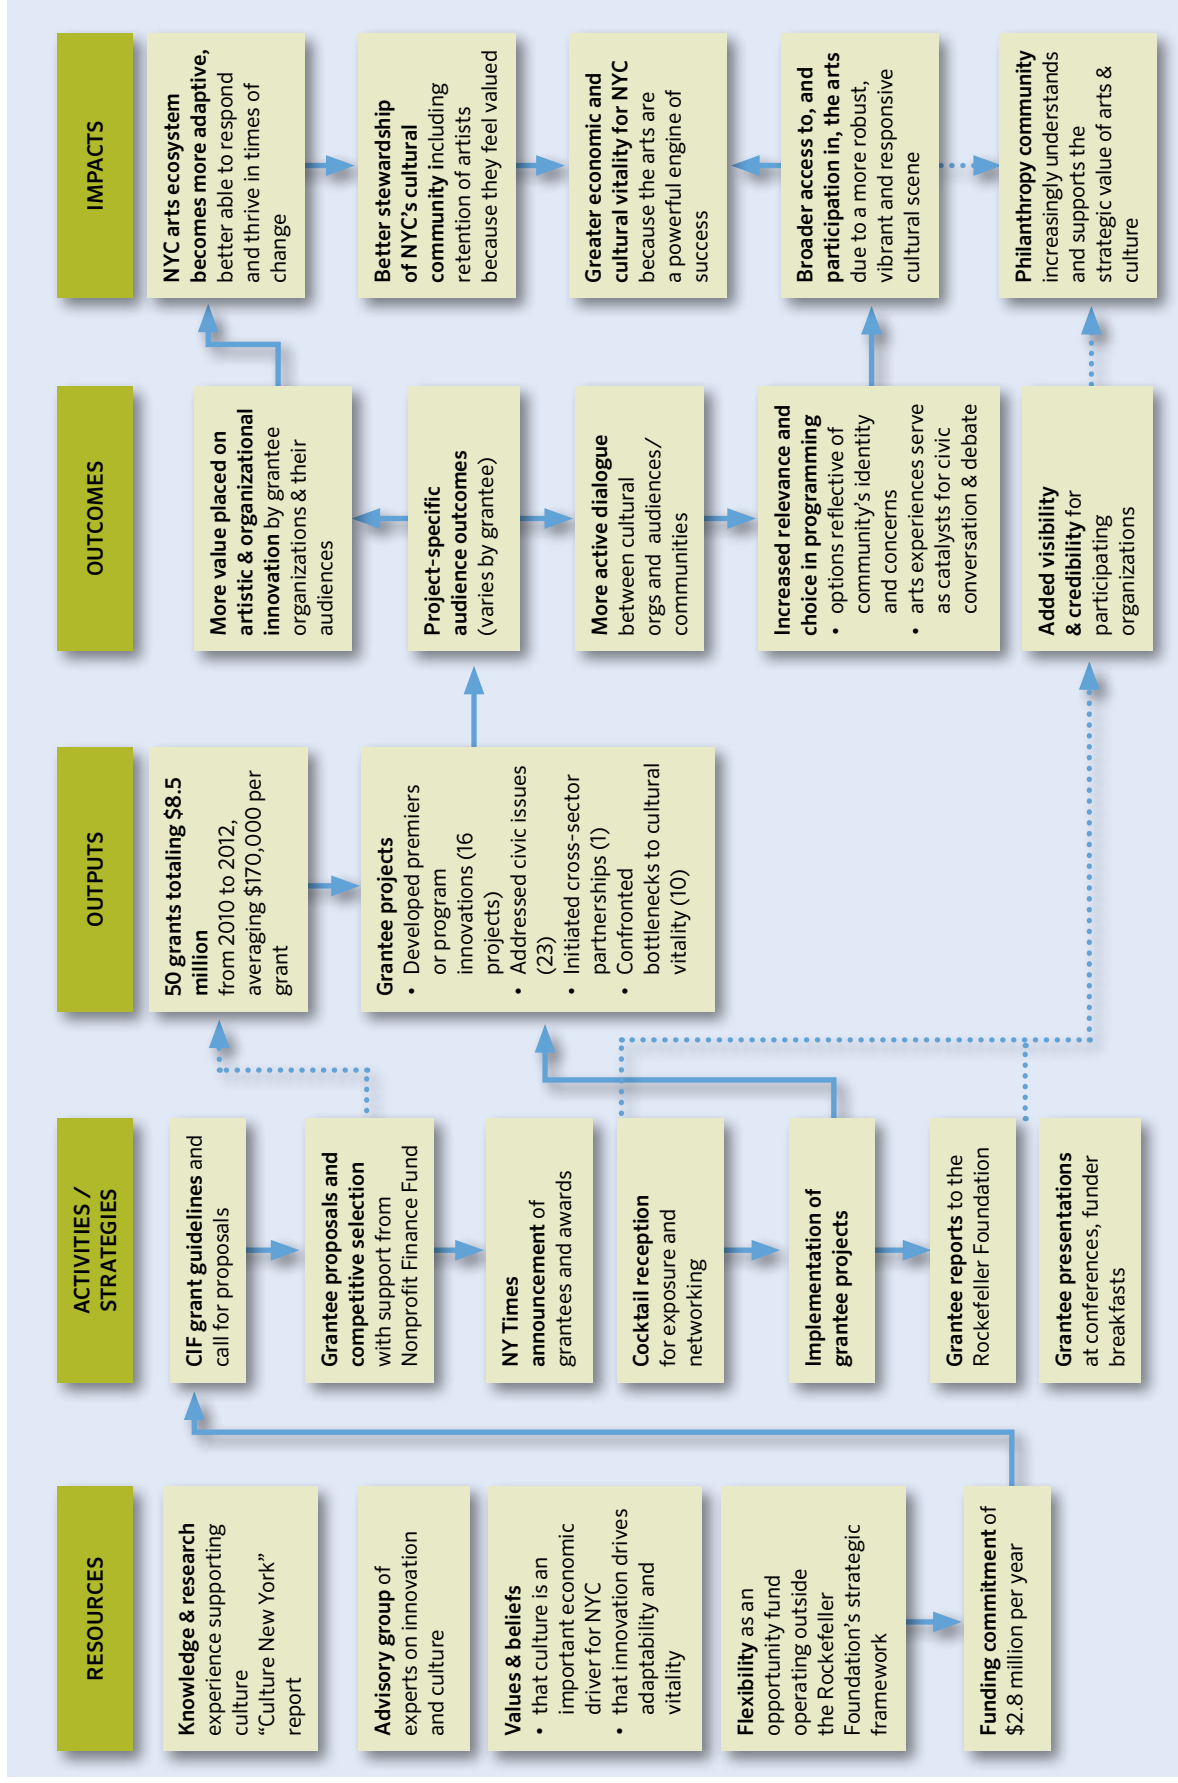 RESOURCES
Knowledge & research
experience supporting
culture
“Culture New York”
report
Advisory group of
experts on innovation
and culture
Values & beliefs
• that culture is an
important economic
driver for NYC
• that innovation drives
adaptability and
vitality
Flexibility as an
opportunity fund
operating outside
the Rockefeller
Foundation’s strategic
framework
Funding commitment of
$2.8 million per year
ACTIVITIES /
STRATEGIES
CIF grant guidelines and
call for proposals
Grantee proposals and
competitive selection
with support from
Nonprofit Finance Fund
NY Times
announcement of
grantees and awards
Cocktail reception
for exposure and
networking
Implementation of
grantee projects
Grantee reports to the
Rockefeller Foundation
Grantee presentations
at conferences, funder
breakfasts
OUTPUTS
50 grants totaling $8.5
million
from 2010 to 2012,
averaging $170,000 per
grant
Grantee projects
• Developed premiers
or program
innovations (16
projects)
• Addressed civic issues
(23)
• Initiated cross-sector
partnerships (1)
• Confronted
bottlenecks to cultural
vitality (10)
OUTCOMES
More value placed on
artistic & organizational
innovation by grantee
organizations & their
audiences
Project-specific
audience outcomes
(varies by grantee)
More active dialogue
between cultural
orgs and audiences/
communities
Increased relevance and
choice in programming
• options reflective of
community’s identity
and concerns
• arts experiences serve
as catalysts for civic
conversation & debate
Added visibility
& credibility for
participating
organizations
IMPACTS
NYC arts ecosystem
becomes more adaptive,
better able to respond
and thrive in times of
change
Better stewardship
of NYC’s cultural
community including
retention of artists
because they feel valued
Greater economic and
cultural vitality for NYC
because the arts are
a powerful engine of
success
Broader access to, and
participation in, the arts
due to a more robust,
vibrant and responsive
cultural scene
Philanthropy community
increasingly understands
and supports the
strategic value of arts &
culture